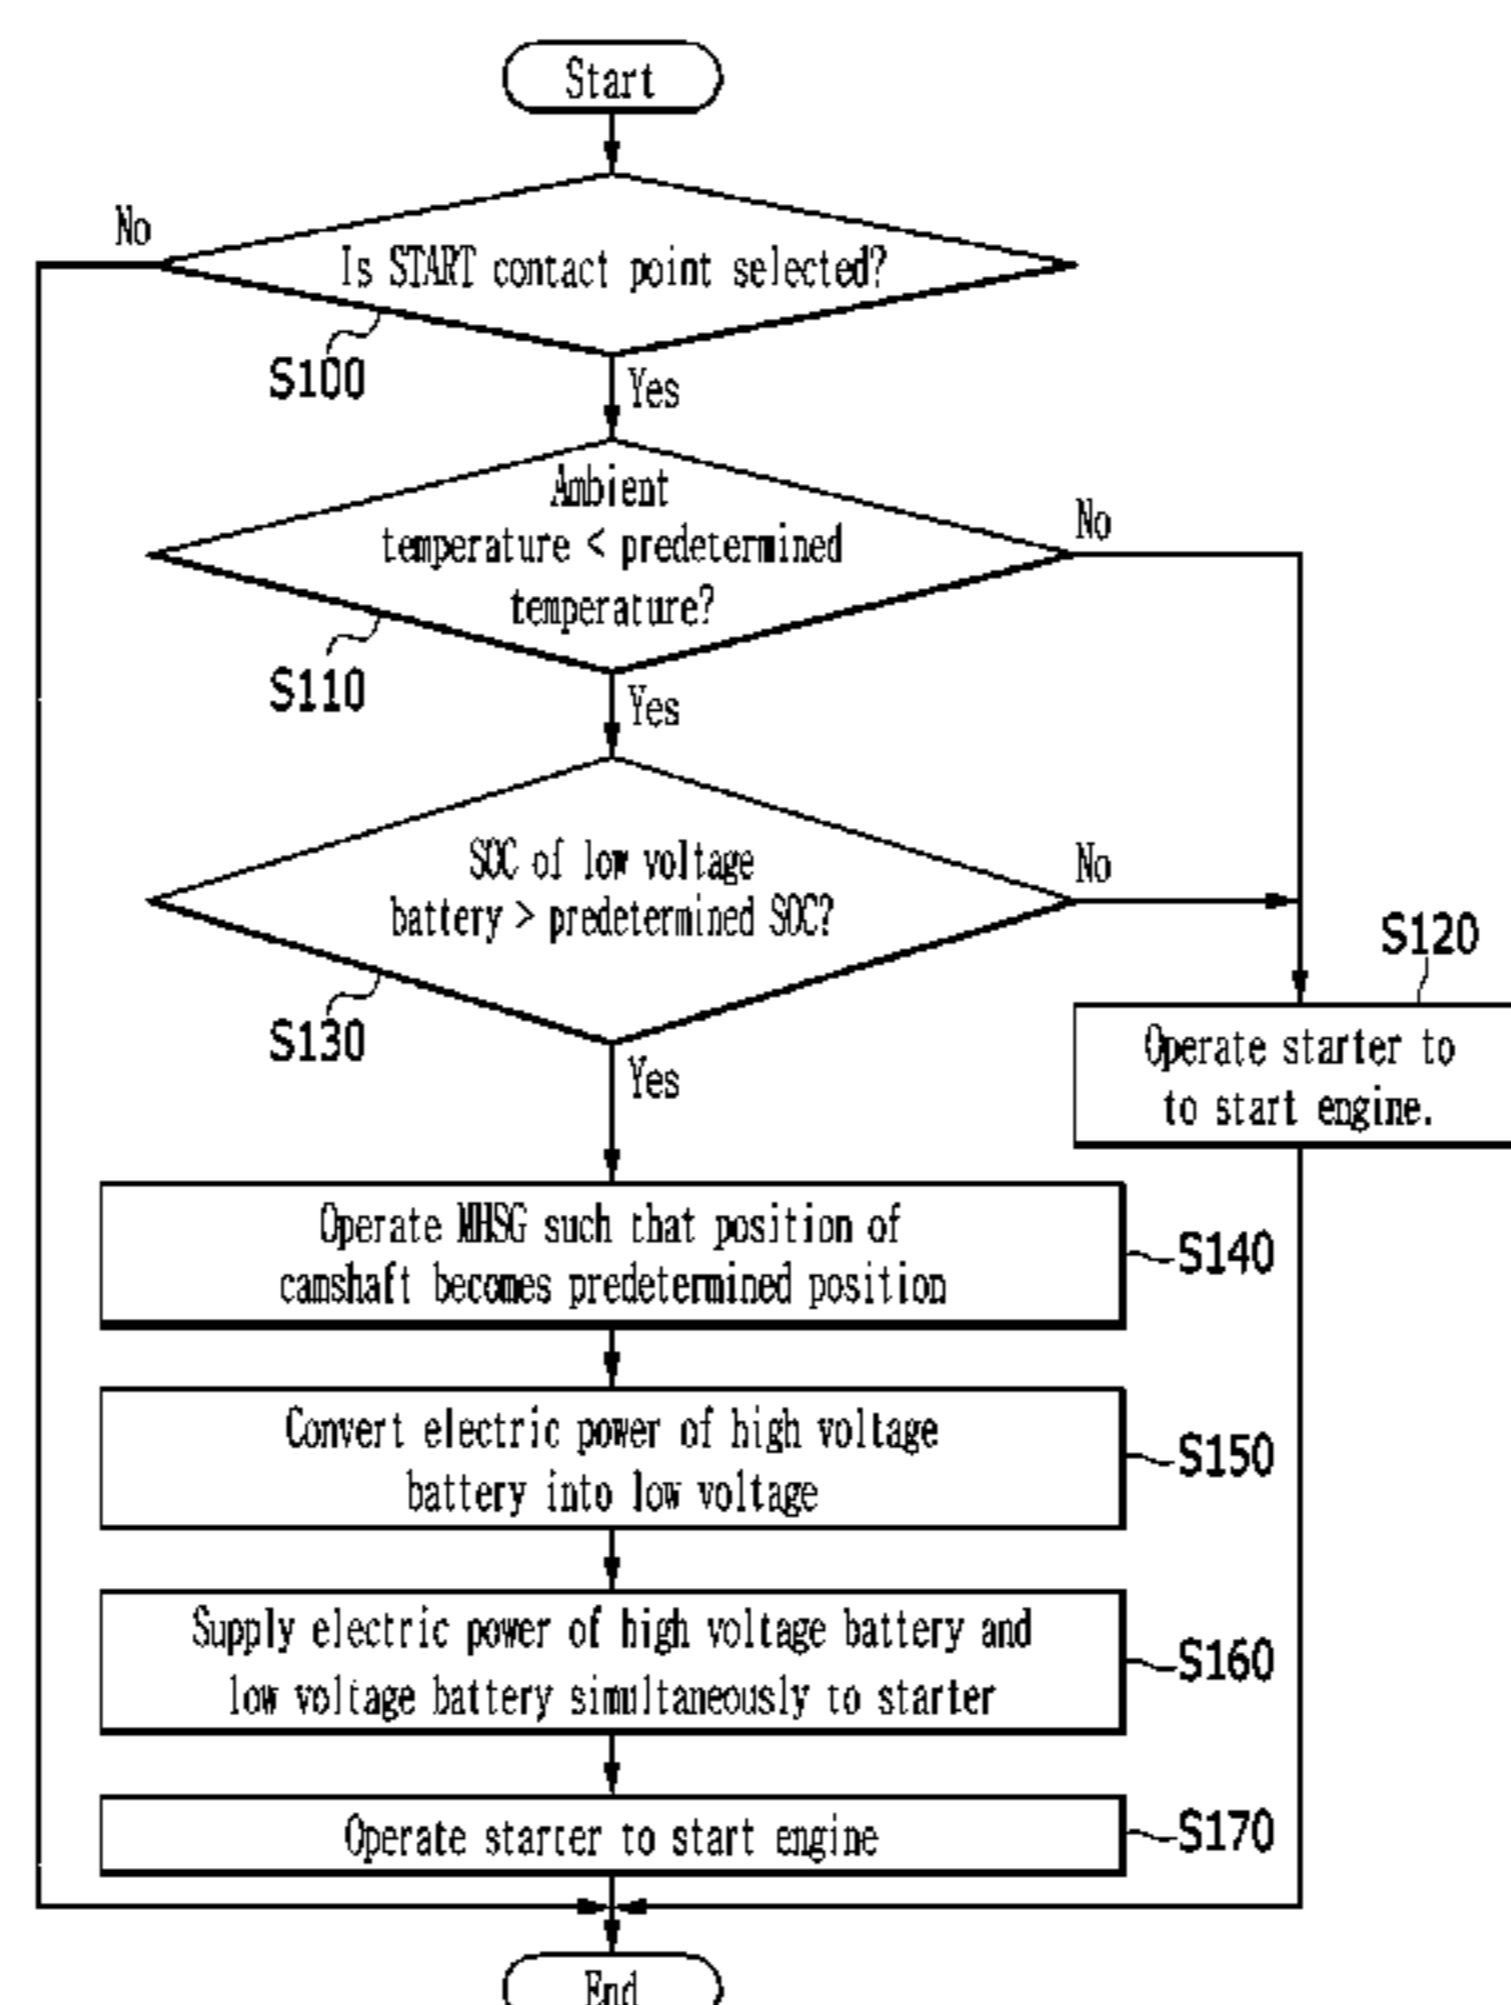 Start
No
Is START contact point selected?
S100
Yes
Ambient
temperature < predetermined
temperature?
No
S110
Yes
SOC of low voltage
battery > predetermined SOC?
No
S130
Yes
S120
Operate starter to
to start engine.
Operate MHSG such that position of
camshaft becomes predetermined position
S140
Convert electric power of high voltage
battery into low voltage
S150
Supply electric power of high voltage battery and
low voltage battery simultaneously to starter
S160
Operate starter to start engine
S170
End